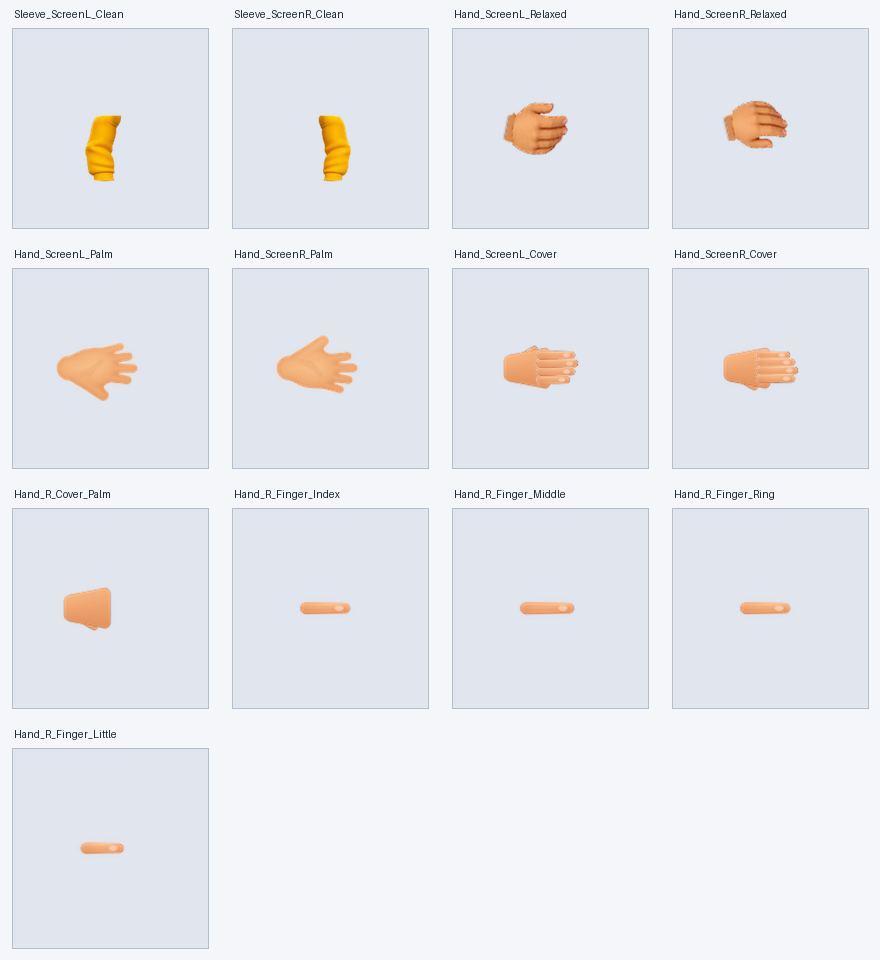 Sleeve_ScreenL_Clean
Sleeve_ScreenR_Clean
Hand_ScreenL_Relaxed
Hand_ScreenR_Relaxed
Hand_ScreenL_Palm
Hand_ScreenR_Palm
Hand_ScreenL_Cover
Hand_ScreenR_Cover
Hand_R_Cover_Palm
Hand_R_Finger_Index
Hand_R_Finger_Middle
Hand_R_Finger_Ring
Hand_R_Finger_Little